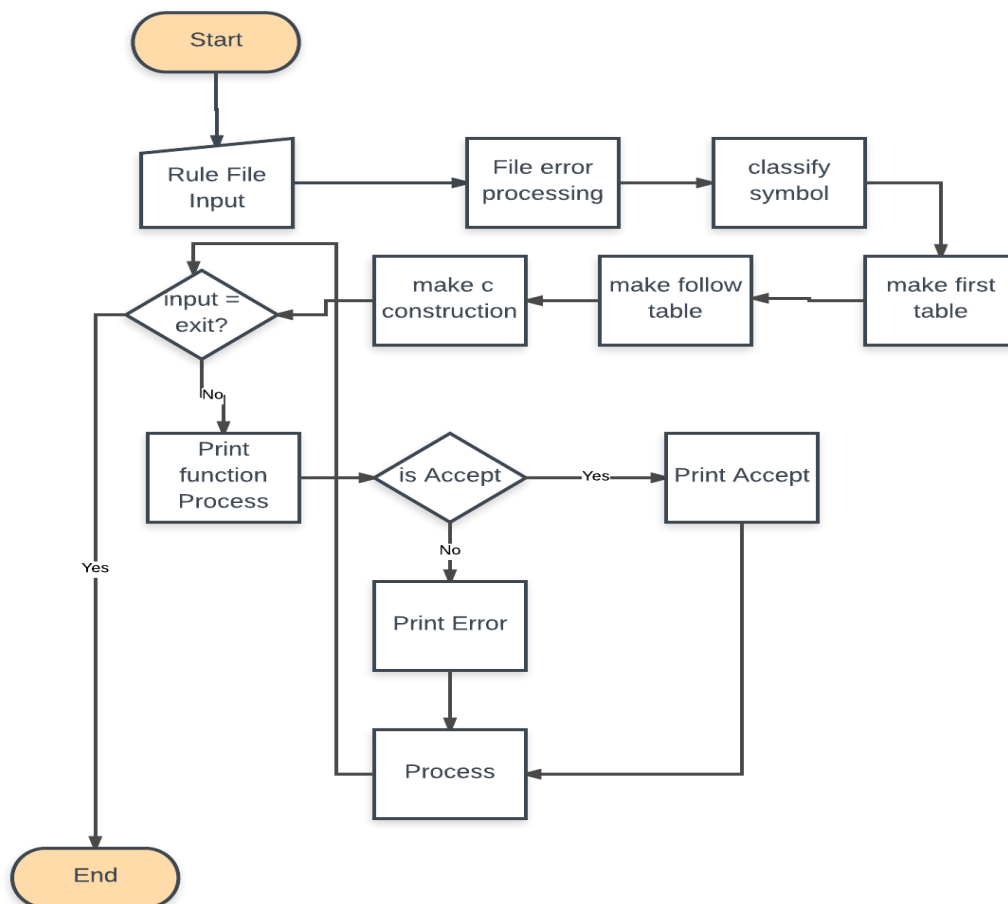 Start
Rule File
Input
File error
processing
classify
symbol
input =
exit?
make c
construction
make follow
table
make first
table
No
Print
function
Process
is Accept
Yes
Print Accept
No
Yes
Print Error
Process
End